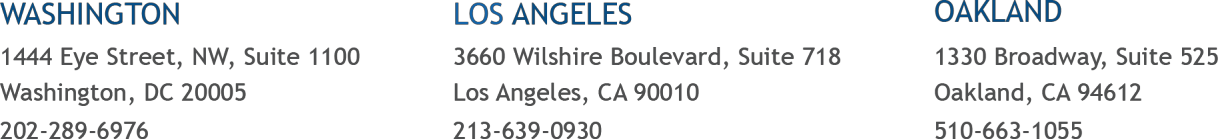 WASHINGTON
1444 Eye Street, NW, Suite 1100
Washington, DC 20005
202-289-6976
LOS ANGELES
3660 Wilshire Boulevard, Suite 718
Los Angeles, CA 90010
213-639-0930
OAKLAND
1330 Broadway, Suite 525
Oakland, CA 94612
510-663-1055